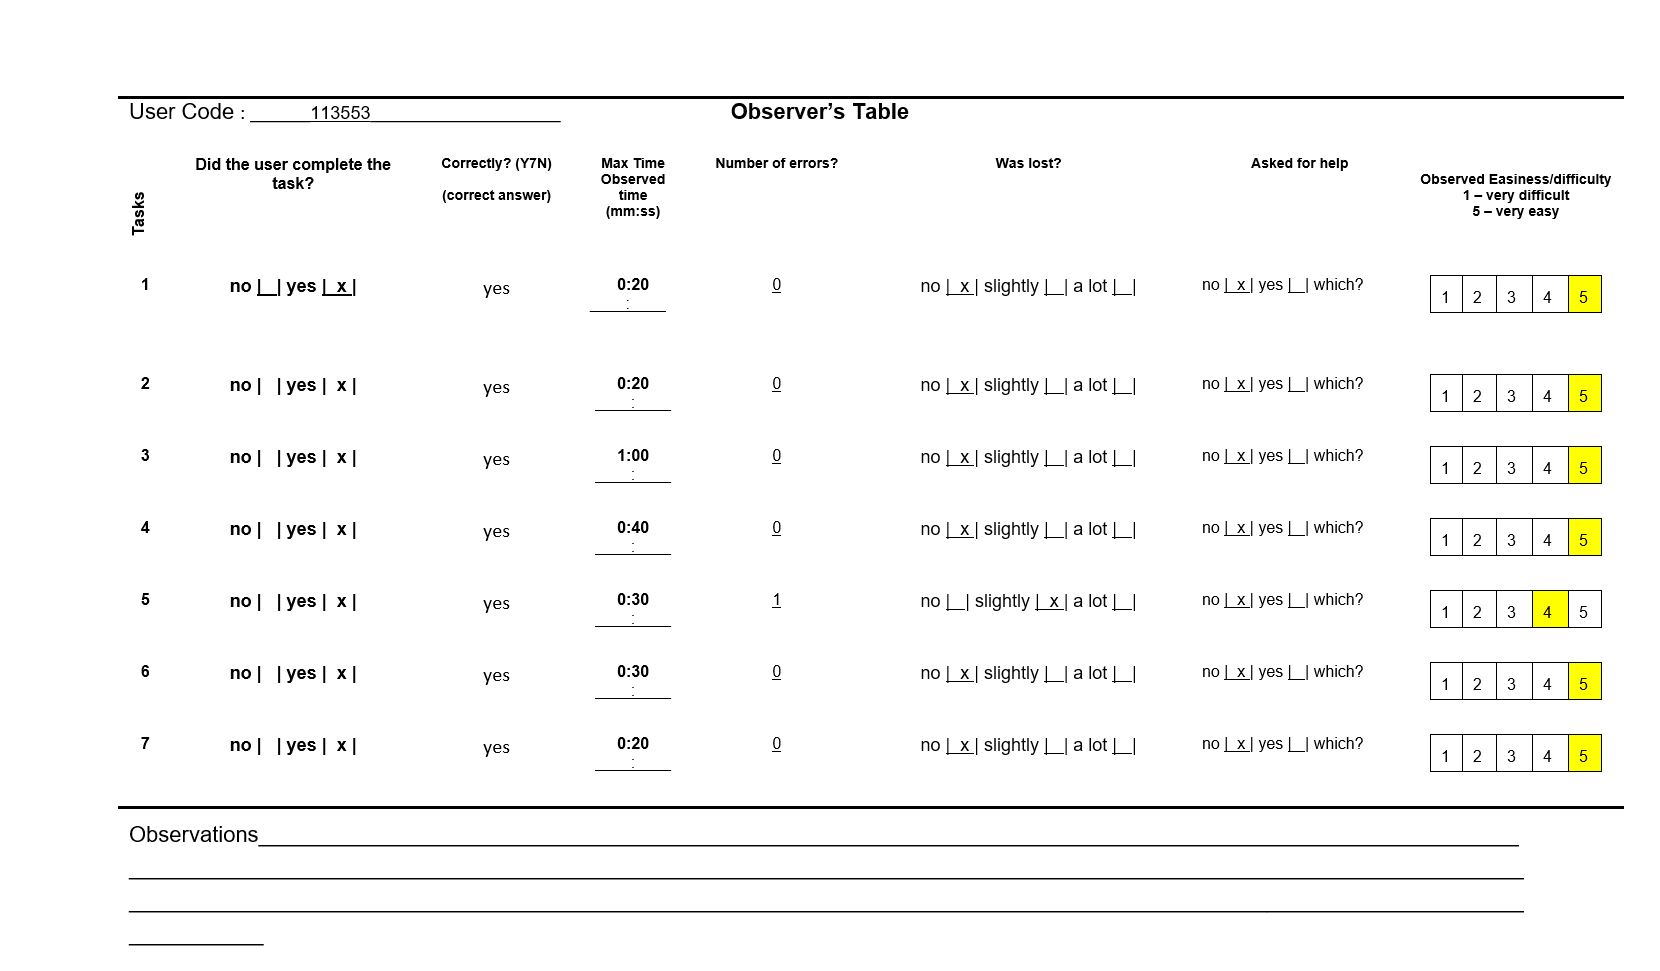 User Code : ______113553___________________ Observer’s Table
Tasks
Did the user complete the
task?
Correctly? (Y7N)
(correct answer)
Max Time
Observed
time
(mm:ss)
Number of errors?
Was lost?
Asked for help
Observed Easiness/difficulty
1 – very difficult
5 – very easy
1 no |__| yes |_x_| yes 0:20 0 no |_x_| slightly |__| a lot |__| no |_x_| yes |__| which? 1 2 3 4 5
:
2 no | | yes | x | yes 0:20 0 no |_x_| slightly |__| a lot |__| no |_x_| yes |__| which? 1 2 3 4 5
:
3 no | | yes | x | yes 1:00 0 no |_x_| slightly |__| a lot |__| no |_x_| yes |__| which? 1 2 3 4 5
:
4 no | | yes | x | yes 0:40 0 no |_x_| slightly |__| a lot |__| no |_x_| yes |__| which? 1 2 3 4 5
:
5 no | | yes | x | yes 0:30 1 no |__| slightly |_x_| a lot |__| no |_x_| yes |__| which? 1 2 3 4 5
:
6 no | | yes | x | yes 0:30 0 no |_x_| slightly |__| a lot |__| no |_x_| yes |__| which? 1 2 3 4 5
:
7 no | | yes | x | yes 0:20 0 no |_x_| slightly |__| a lot |__| no |_x_| yes |__| which? 1 2 3 4 5
:
Observations